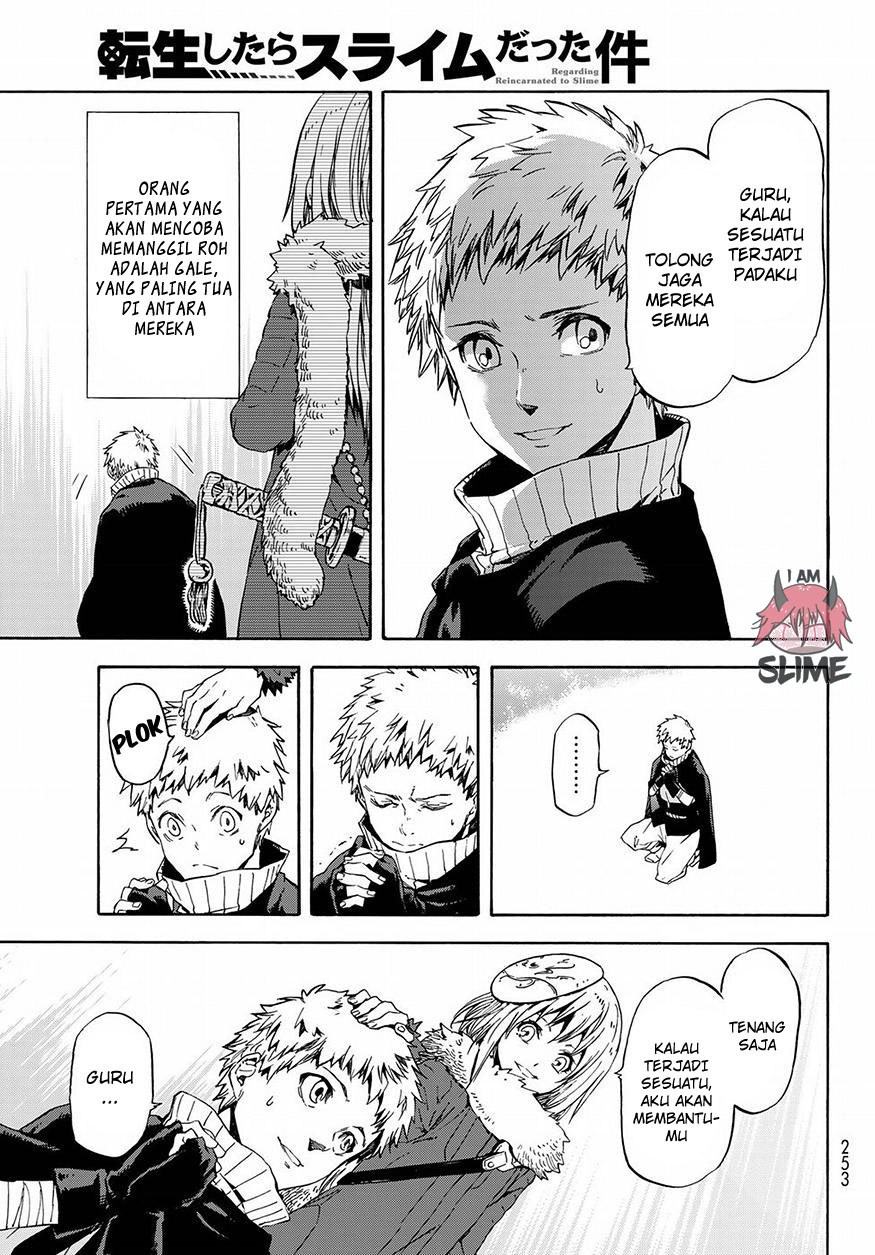 転生したらスライムだった件
Regarding
Reincarnated to Slime
GURU,
KALAU
SESUATU
TERJADI
PADAKU
TOLONG
JAGA
MEREKA
SEMUA
ORANG
PERTAMA YANG
AKAN MENCOBA
MEMANGGIL ROH
ADALAH GALE,
YANG PALING TUA
DI ANTARA
MEREKA
I AM
SLIME
.........
PLOK
TENANG
SAJA
KALAU
TERJADI
SESUATU,
AKU AKAN
MEMBANTU-
MU
GURU
...
253